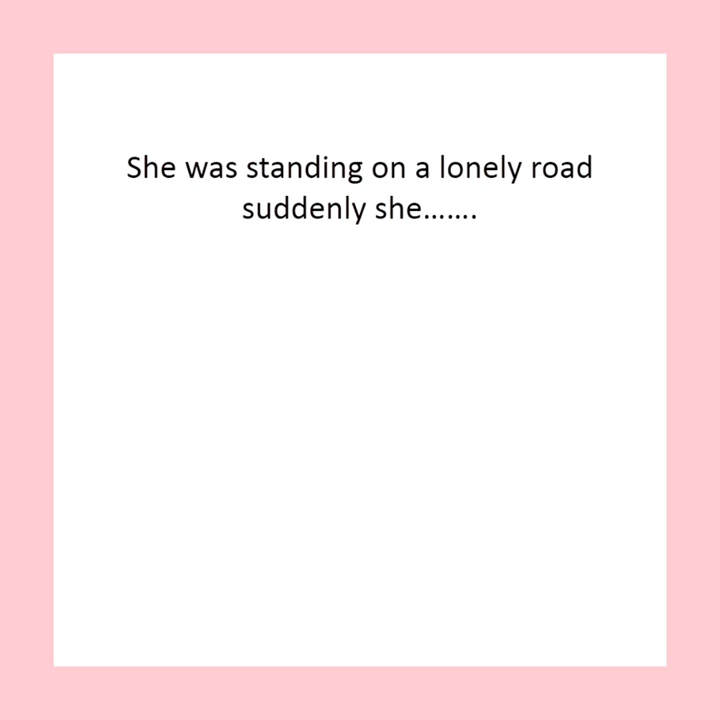 She was standing on a lonely road
suddenly she…….